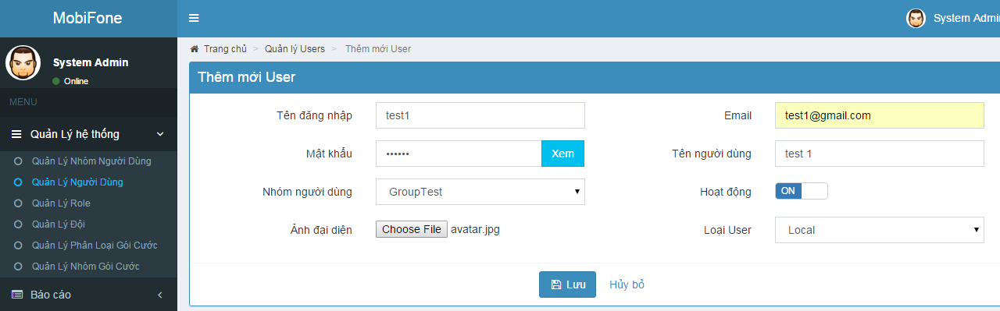 MobiFone
System Admin
System Admin
Online
MENU
Quản Lý hệ thống
Quản Lý Nhóm Người Dùng
Quản Lý Người Dùng
Quản Lý Role
Quản Lý Đội
Quản Lý Phân Loại Gói Cước
Quản Lý Nhóm Gói Cước
Báo cáo
Trang chủ > Quản lý Users > Thêm mới User
Thêm mới User
Tên đăng nhập test1 Email test1@gmail.com
Mật khẩu •••••• Xem Tên người dùng test 1
Nhóm người dùng GroupTest Hoạt động ON
Ảnh đại diện Choose File avatar.jpg Loại User Local
Lưu Hủy bỏ